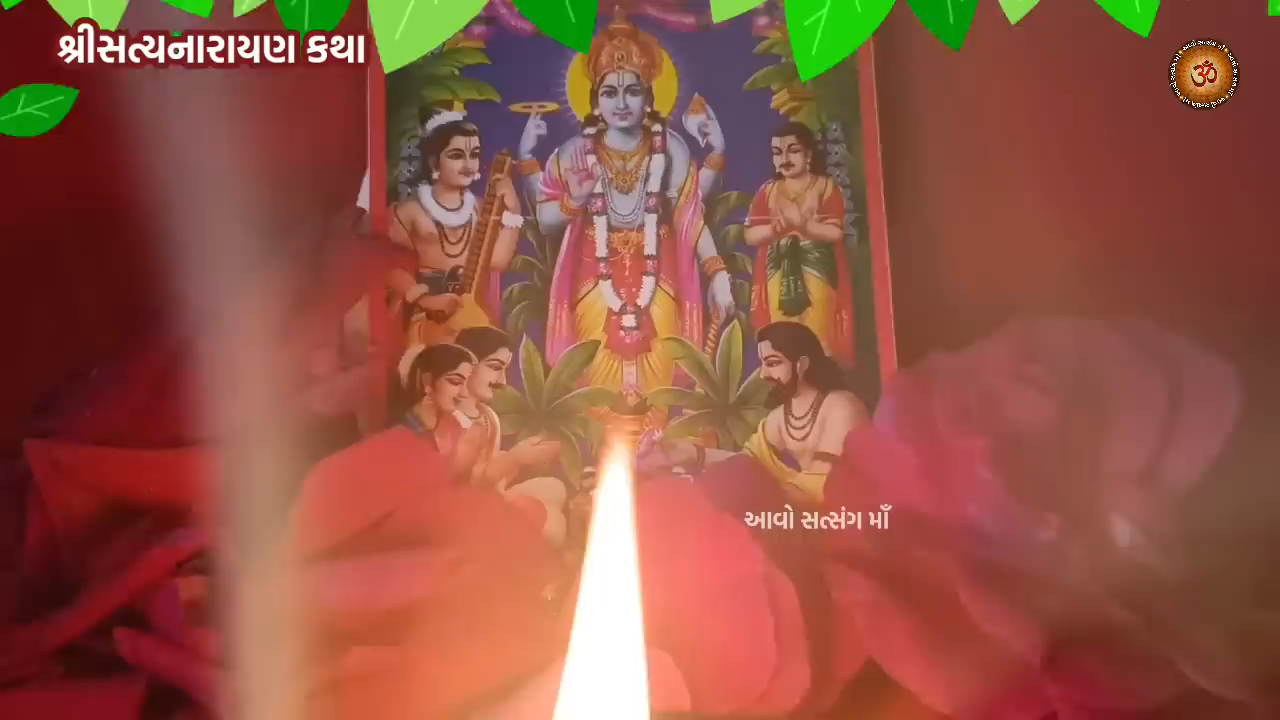 શ્રીસત્યનારાયણ કથા
ૐ
આવો સત્સંગ માઁ